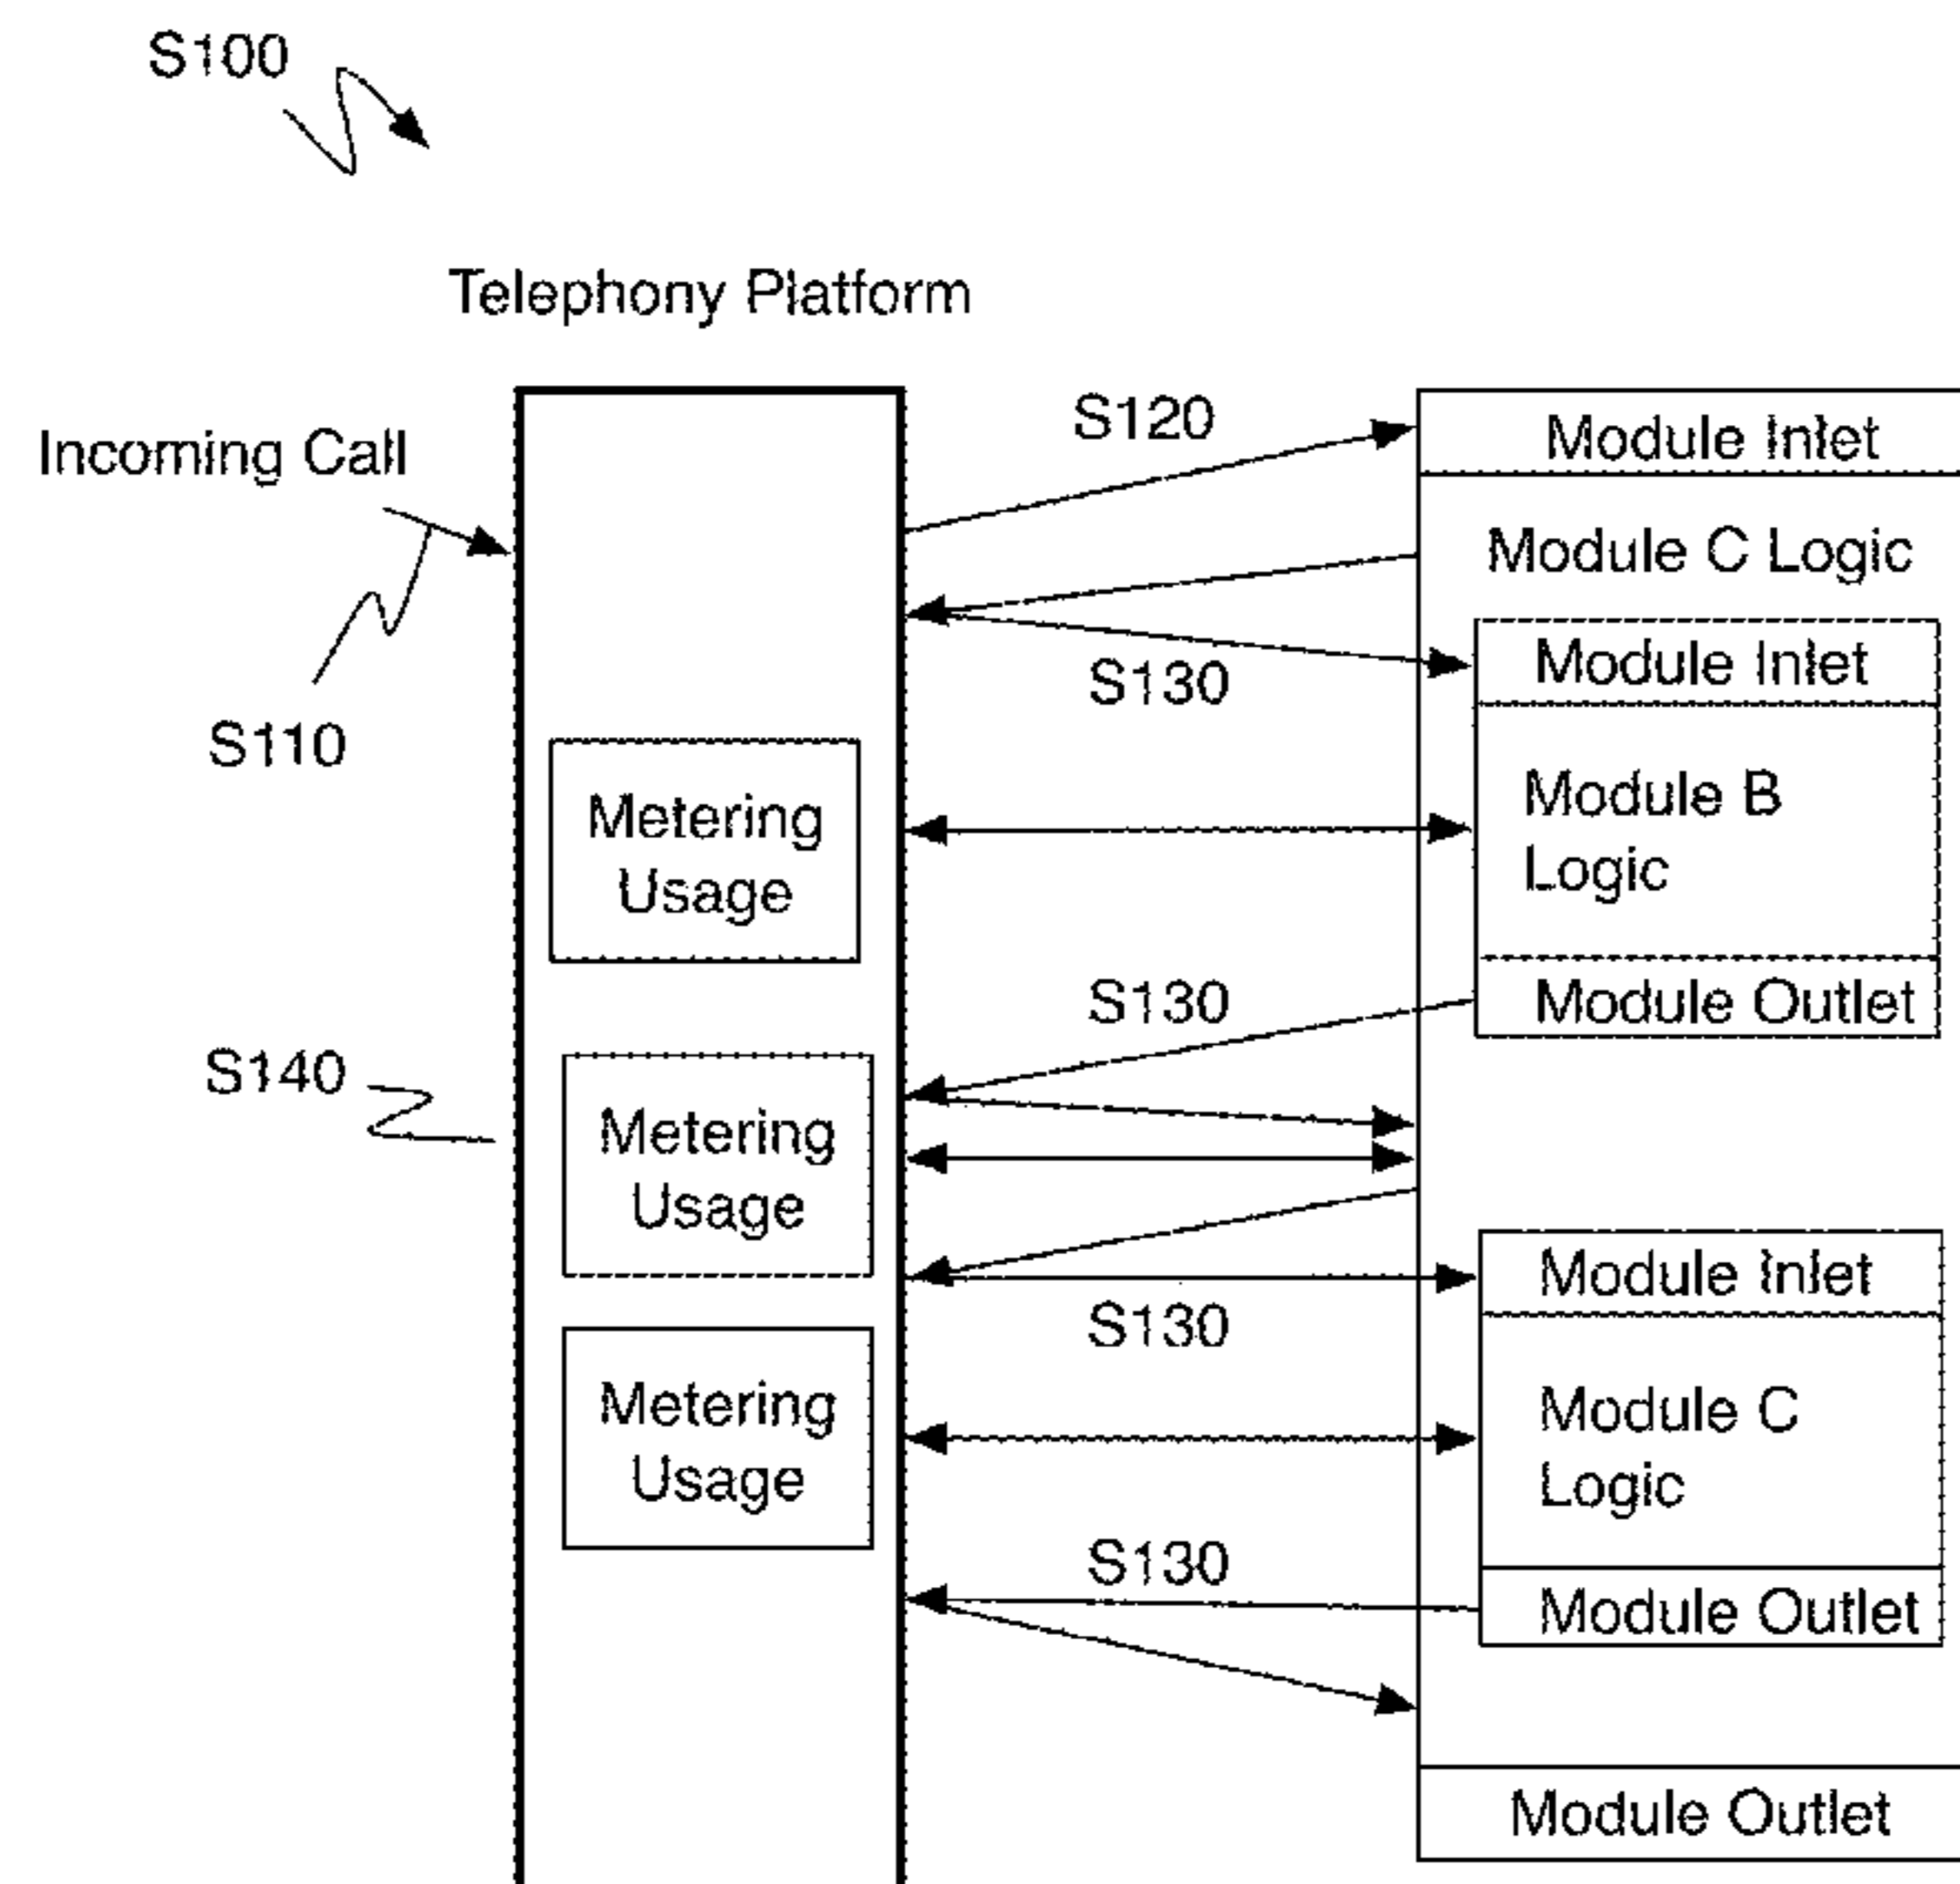 S100
Telephony Platform
Incoming Call
S120
Module Inlet
Module C Logic
S130
Module Inlet
S110
Metering
Usage
Module B
Logic
S130
Module Outlet
S140
Metering
Usage
Module Inlet
S130
Metering
Usage
Module C
Logic
S130
Module Outlet
Module Outlet